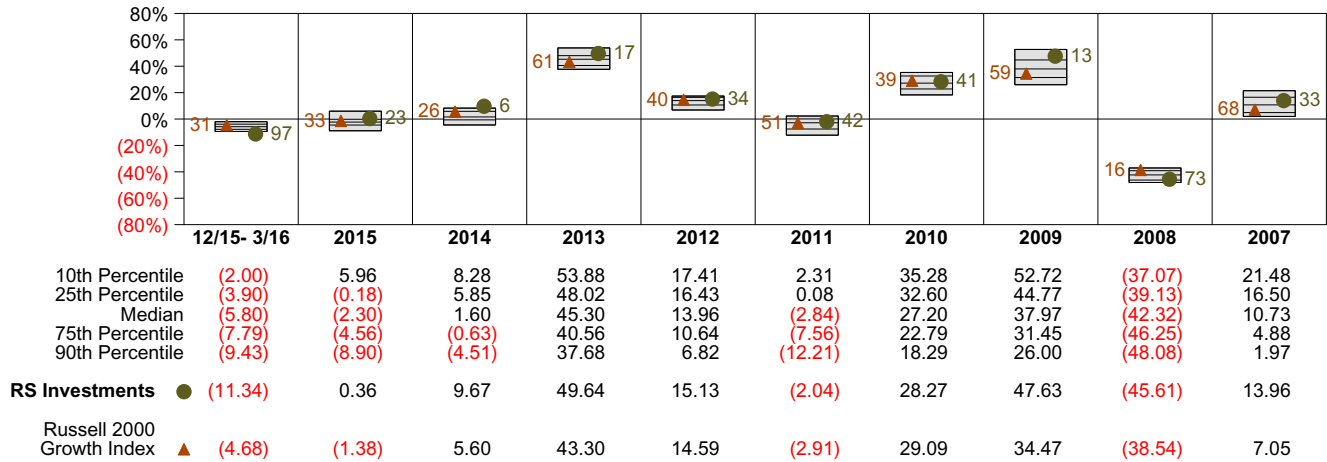 80%
60%
40%
20%
0%
(20%)
(40%)
(60%)
(80%)
31 97 33 23 26 6 61 17 40 34 51 42 39 41 59 13 16 73 68 33
12/15- 3/16 2015 2014 2013 2012 2011 2010 2009 2008 2007
10th Percentile (2.00) 5.96 8.28 53.88 17.41 2.31 35.28 52.72 (37.07) 21.48
25th Percentile (3.90) (0.18) 5.85 48.02 16.43 0.08 32.60 44.77 (39.13) 16.50
Median (5.80) (2.30) 1.60 45.30 13.96 (2.84) 27.20 37.97 (42.32) 10.73
75th Percentile (7.79) (4.56) (0.63) 40.56 10.64 (7.56) 22.79 31.45 (46.25) 4.88
90th Percentile (9.43) (8.90) (4.51) 37.68 6.82 (12.21) 18.29 26.00 (48.08) 1.97
RS Investments (11.34) 0.36 9.67 49.64 15.13 (2.04) 28.27 47.63 (45.61) 13.96
Russell 2000
Growth Index (4.68) (1.38) 5.60 43.30 14.59 (2.91) 29.09 34.47 (38.54) 7.05